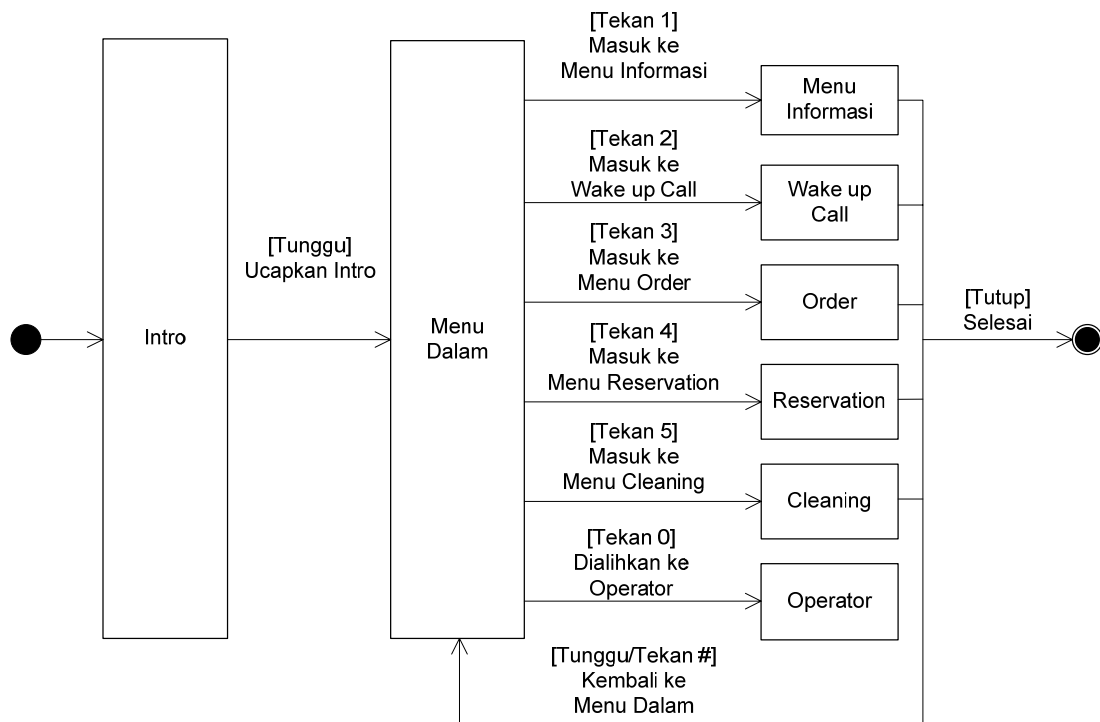 [Tekan 1]
Masuk ke
Menu Informasi
Menu
Informasi
[Tekan 2]
Masuk ke
Wake up Call
Wake up
Call
[Tunggu]
Ucapkan Intro
[Tekan 3]
Masuk ke
Menu Order
Order
[Tutup]
Selesai
Intro
Menu
Dalam
[Tekan 4]
Masuk ke
Menu Reservation
Reservation
[Tekan 5]
Masuk ke
Menu Cleaning
Cleaning
[Tekan 0]
Dialihkan ke
Operator
Operator
[Tunggu/Tekan #]
Kembali ke
Menu Dalam